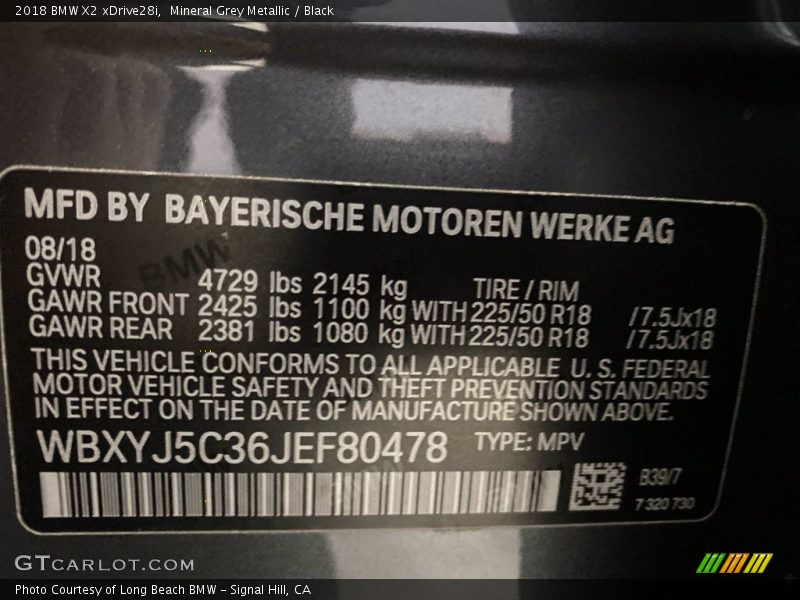 2018 BMW X2 xDrive28i, Mineral Grey Metallic / Black
MFD BY BAYERISCHE MOTOREN WERKE AG
08/18
GVWR 4729 lbs 2145 kg TIRE / RIM
GAWR FRONT 2425 lbs 1100 kg WITH 225/50 R18 /7.5Jx18
GAWR REAR 2381 lbs 1080 kg WITH 225/50 R18 /7.5Jx18
THIS VEHICLE CONFORMS TO ALL APPLICABLE U. S. FEDERAL
MOTOR VEHICLE SAFETY AND THEFT PREVENTION STANDARDS
IN EFFECT ON THE DATE OF MANUFACTURE SHOWN ABOVE.
WBXYJ5C36JEF80478 TYPE: MPV
B39/7
7 320 730
GTCARLOT.COM
Photo Courtesy of Long Beach BMW - Signal Hill, CA